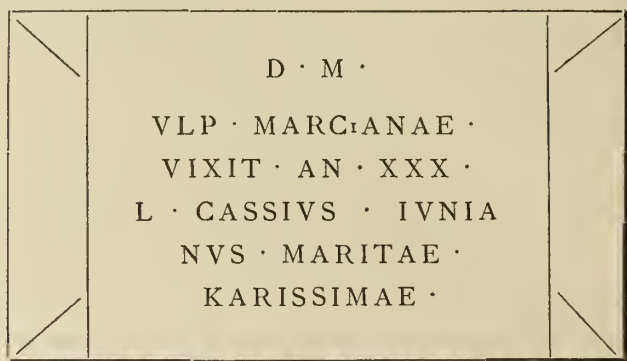 D · M ·
VLP · MARCIANAE ·
VIXIT · AN · XXX ·
L · CASSIVS · IVNIA
NVS · MARITAE ·
KARISSIMAE ·